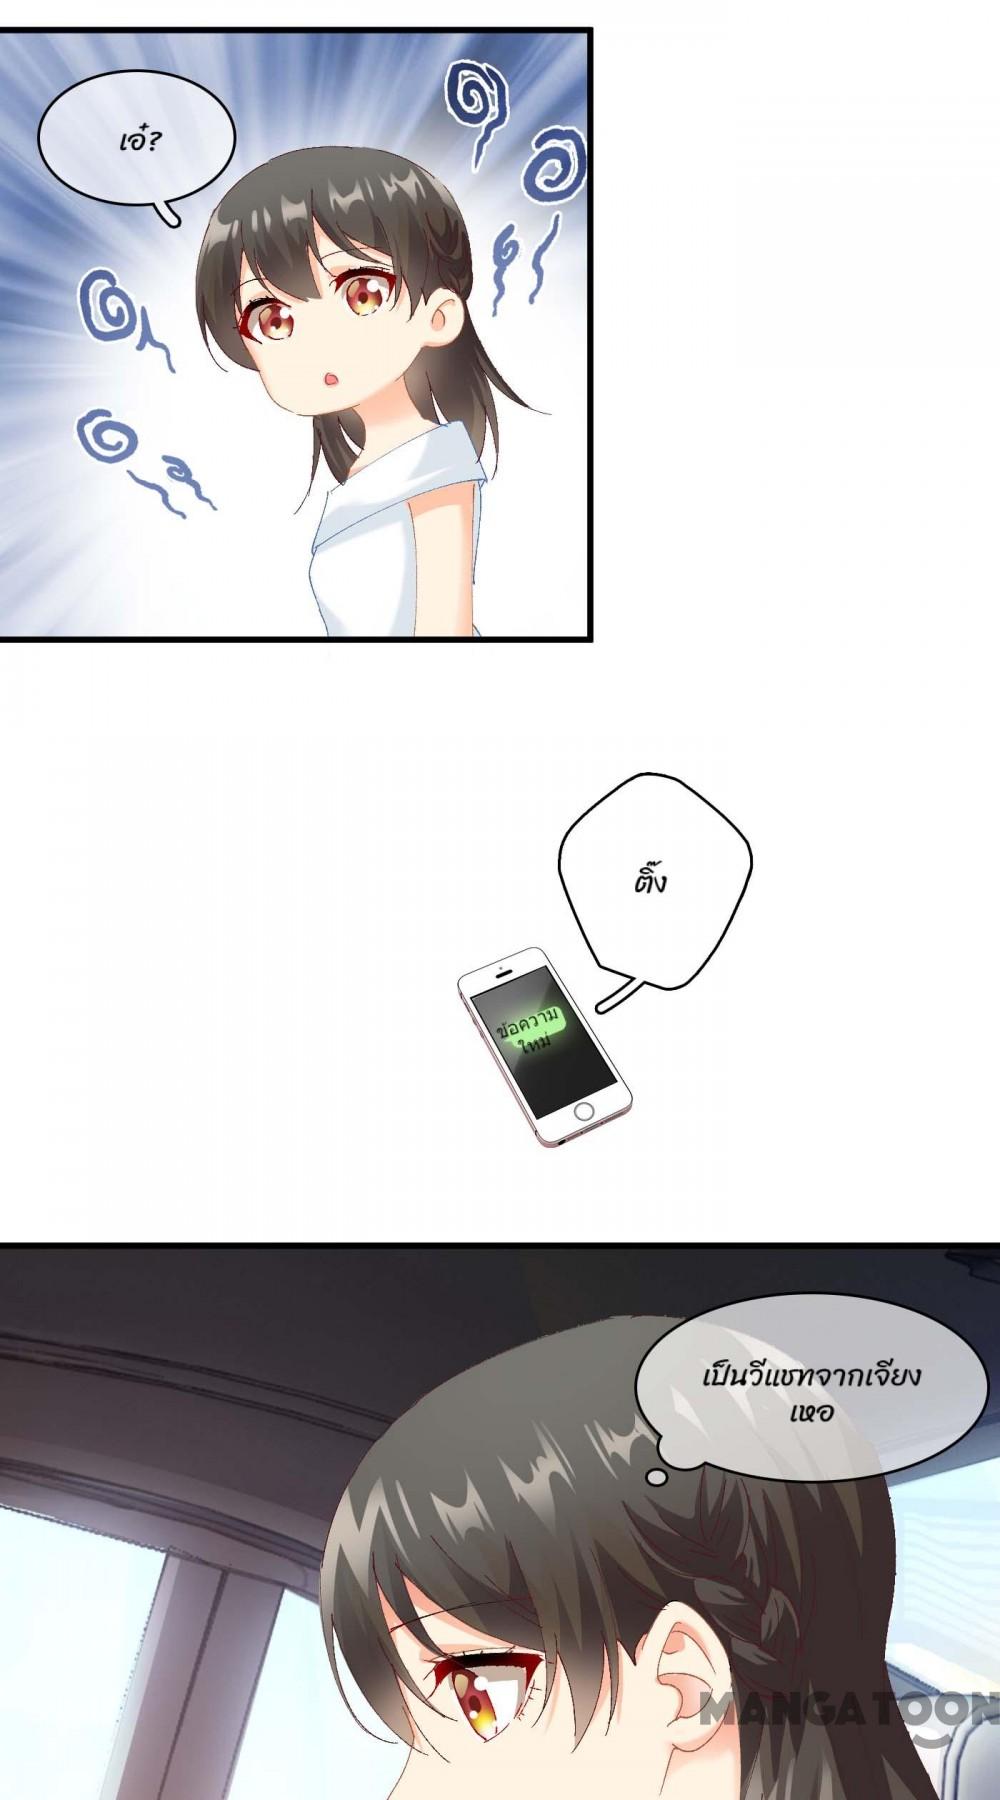 เอ๋?
ติ๊ง
ข้อความ
ใหม่
เป็นวีแชทจากเจียง
เหอ
MANGATOON